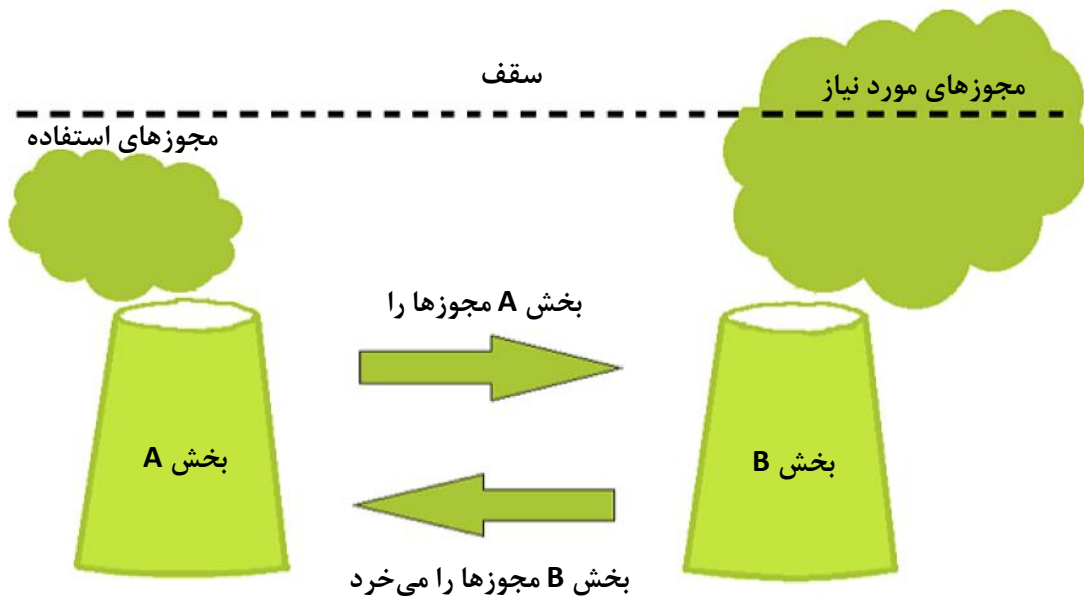 سقف
مجوزهای مورد نیاز
مجوزهای استفاده
بخش A مجوزها را
بخش A
بخش B
بخش B مجوزها را می‌خرد